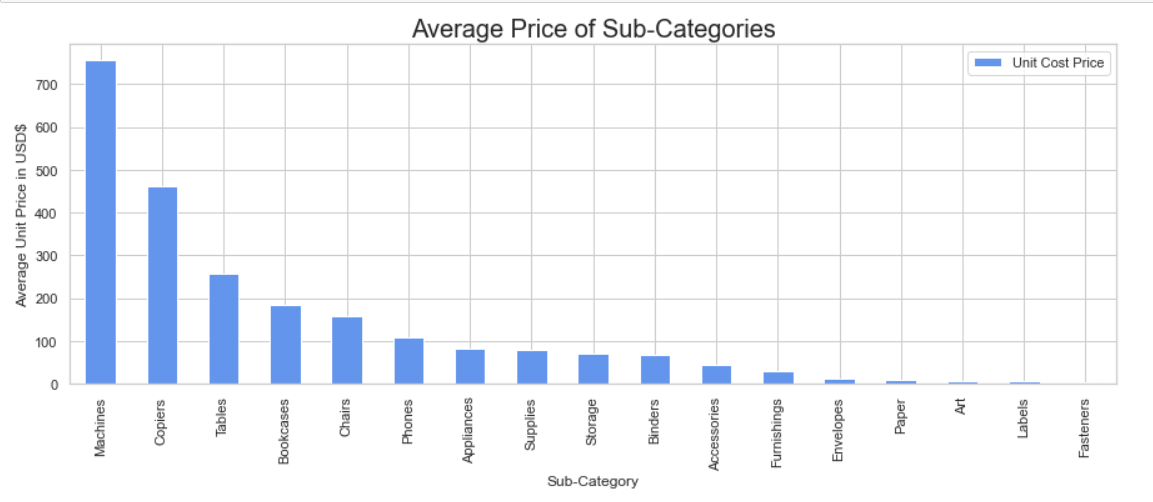 Average Price of Sub-Categories
Unit Cost Price
Average Unit Price in USD$
700
600
500
400
300
200
100
0
Machines
Copiers
Tables
Bookcases
Chairs
Phones
Appliances
Supplies
Storage
Binders
Accessories
Furnishings
Envelopes
Paper
Art
Labels
Fasteners
Sub-Category